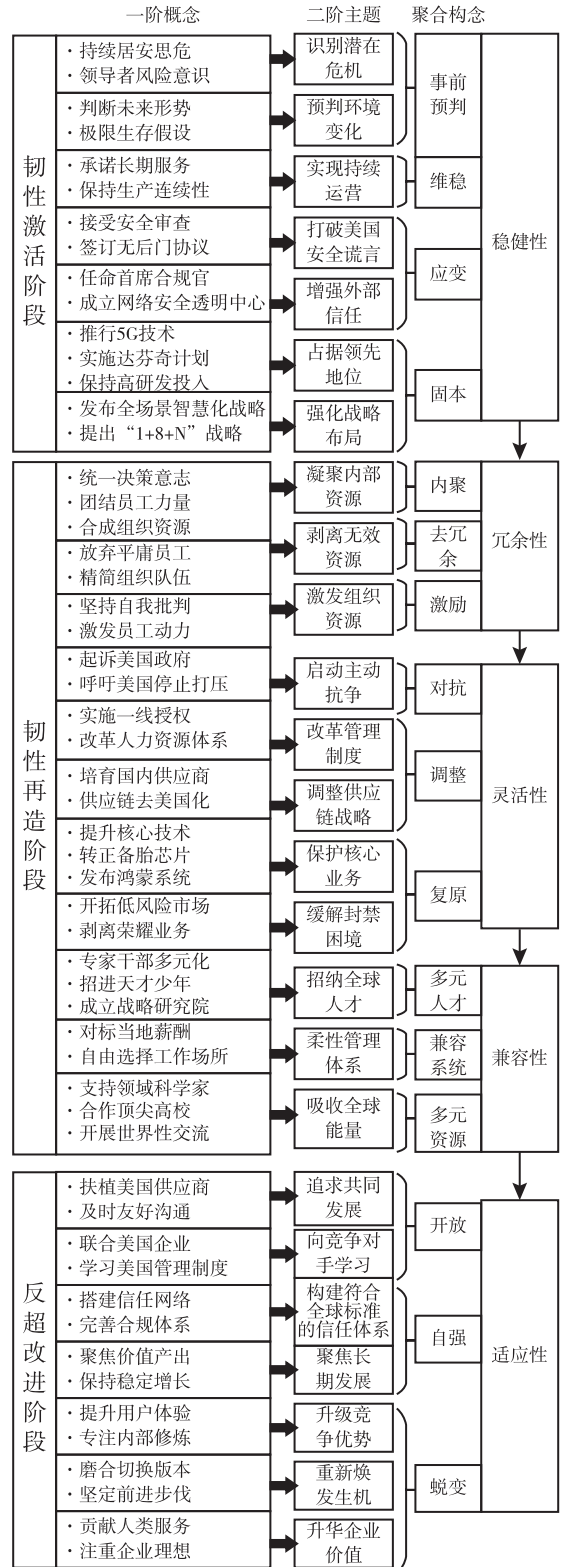 一阶概念 二阶主题 聚合构念
韧性激活阶段
· 持续居安思危
· 领导者风险意识
识别潜在
危机
· 判断未来形势
· 极限生存假设
预判环境
变化
事前
预判
· 承诺长期服务
· 保持生产连续性
实现持续
运营
维稳
· 接受安全审查
· 签订无后门协议
打破美国
安全谎言
· 任命首席合规官
· 成立网络安全透明中心
增强外部
信任
应变
· 推行5G技术
· 实施达芬奇计划
· 保持高研发投入
占据领先
地位
· 发布全场景智慧化战略
· 提出“1+8+N”战略
强化战略
布局
固本
稳健性
韧性再造阶段
· 统一决策意志
· 团结员工力量
· 合成组织资源
凝聚内部
资源
内聚
· 放弃平庸员工
· 精简组织队伍
剥离无效
资源
去冗
余
· 坚持自我批判
· 激发员工动力
激发组织
资源
激励
冗余性
· 起诉美国政府
· 呼吁美国停止打压
启动主动
抗争
对抗
· 实施一线授权
· 改革人力资源体系
改革管理
制度
· 培育国内供应商
· 供应链去美国化
调整供应
链战略
调整
· 提升核心技术
· 转正备胎芯片
· 发布鸿蒙系统
保护核心
业务
· 开拓低风险市场
· 剥离荣耀业务
缓解封禁
困境
复原
灵活性
· 专家干部多元化
· 招进天才少年
· 成立战略研究院
招纳全球
人才
多元
人才
· 对标当地薪酬
· 自由选择工作场所
柔性管理
体系
兼容
系统
· 支持领域科学家
· 合作顶尖高校
· 开展世界性交流
吸收全球
能量
多元
资源
兼容性
反超改进阶段
· 扶植美国供应商
· 及时友好沟通
追求共同
发展
· 联合美国企业
· 学习美国管理制度
向竞争对
手学习
开放
· 搭建信任网络
· 完善合规体系
构建符合
全球标准
的信任体系
· 聚焦价值产出
· 保持稳定增长
聚焦长
期发展
自强
· 提升用户体验
· 专注内部修炼
升级竞
争优势
· 磨合切换版本
· 坚定前进步伐
重新焕
发生机
· 贡献人类服务
· 注重企业理想
升华企业
价值
蜕变
适应性